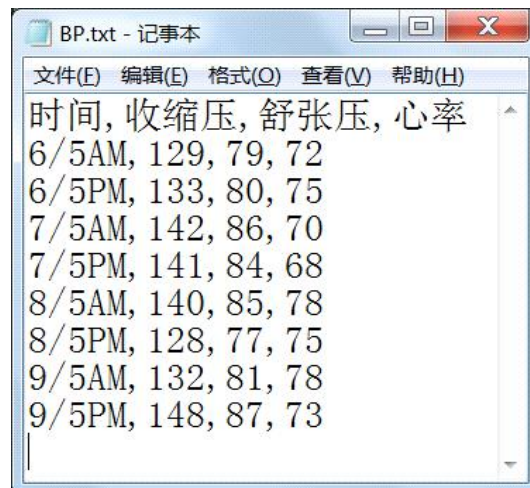 BP.txt - 记事本
文件(F) 编辑(E) 格式(O) 查看(V) 帮助(H)
时间,收缩压,舒张压,心率
6/5AM,129,79,72
6/5PM,133,80,75
7/5AM,142,86,70
7/5PM,141,84,68
8/5AM,140,85,78
8/5PM,128,77,75
9/5AM,132,81,78
9/5PM,148,87,73